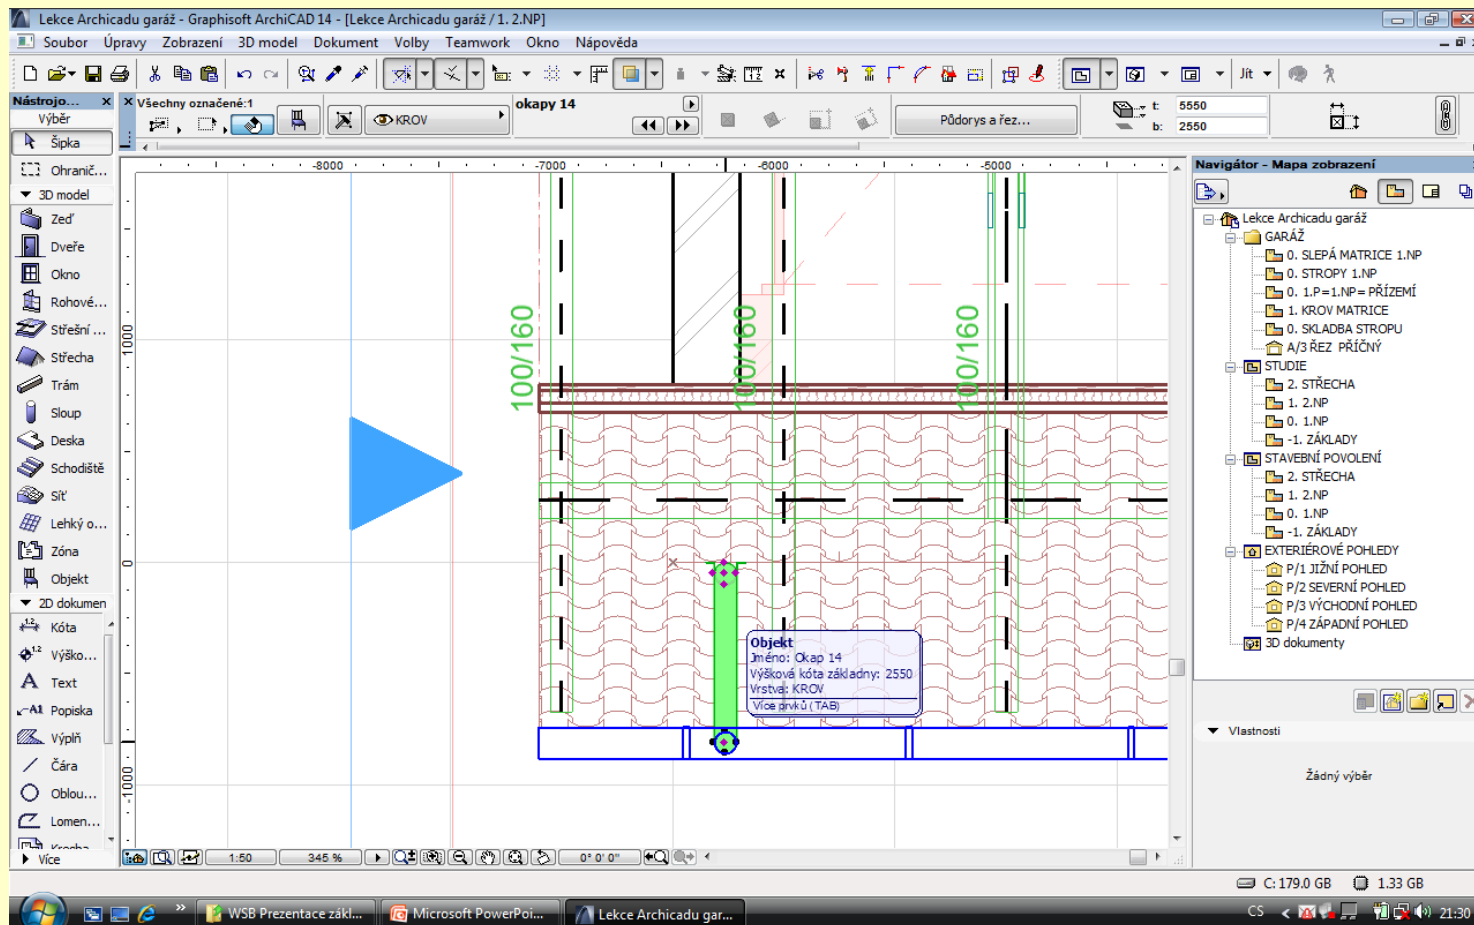 Lekce Archicadu garáž - Graphisoft ArchiCAD 14 - [Lekce Archicadu garáž / 1. 2.NP]
Soubor Úpravy Zobrazení 3D model Dokument Volby Teamwork Okno Nápověda
Jít
Nástrojo...
Výběr
Šipka
Ohranič...
3D model
Zeď
Dveře
Okno
Rohové...
Střešní ...
Střecha
Trám
Sloup
Deska
Schodiště
Síť
Lehký o...
Zóna
Objekt
2D dokumen
Kóta
Výško...
Text
Popiska
Výplň
Čára
Oblou...
Lomen...
Více
Všechny označené:1
KROV
okapy 14
Půdorys a řez...
t: 5550
b: 2550
-8000 -7000 -6000 -5000
1000
0
-1000
100/160
100/160
100/160
Objekt
Jméno: Okap 14
Výšková kóta základny: 2550
Vrstva: KROV
Více prvků (TAB)
1:50 345 % 0° 0' 0"
Navigátor - Mapa zobrazení
Lekce Archicadu garáž
GARÁŽ
0. SLEPÁ MATRICE 1.NP
0. STROPY 1.NP
0. 1.P=1.NP= PŘÍZEMÍ
1. KROV MATRICE
0. SKLADBA STROPU
A/3 ŘEZ PŘÍČNÝ
STUDIE
2. STŘECHA
1. 2.NP
0. 1.NP
-1. ZÁKLADY
STAVEBNÍ POVOLENÍ
2. STŘECHA
1. 2.NP
0. 1.NP
-1. ZÁKLADY
EXTERIÉROVÉ POHLEDY
P/1 JIŽNÍ POHLED
P/2 SEVERNÍ POHLED
P/3 VÝCHODNÍ POHLED
P/4 ZÁPADNÍ POHLED
3D dokumenty
Vlastnosti
Žádný výběr
C: 179.0 GB 1.33 GB
WSB Prezentace zákl... Microsoft PowerPoi... Lekce Archicadu gar... CS 21:30